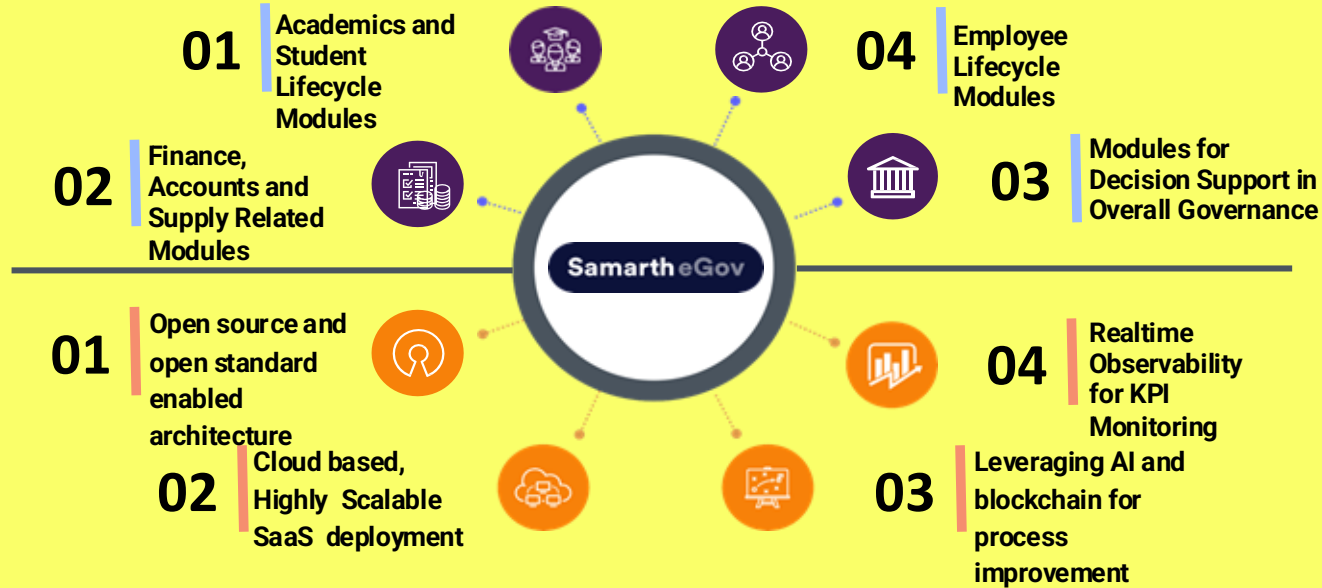 01
Academics and
Student
Lifecycle
Modules
04
Employee
Lifecycle
Modules
02
Finance,
Accounts and
Supply Related
Modules
03
Modules for
Decision Support in
Overall Governance
Samarth eGov
01
Open source and
open standard
enabled
architecture
04
Realtime
Observability
for KPI
Monitoring
02
Cloud based,
Highly Scalable
SaaS deployment
03
Leveraging AI and
blockchain for
process
improvement